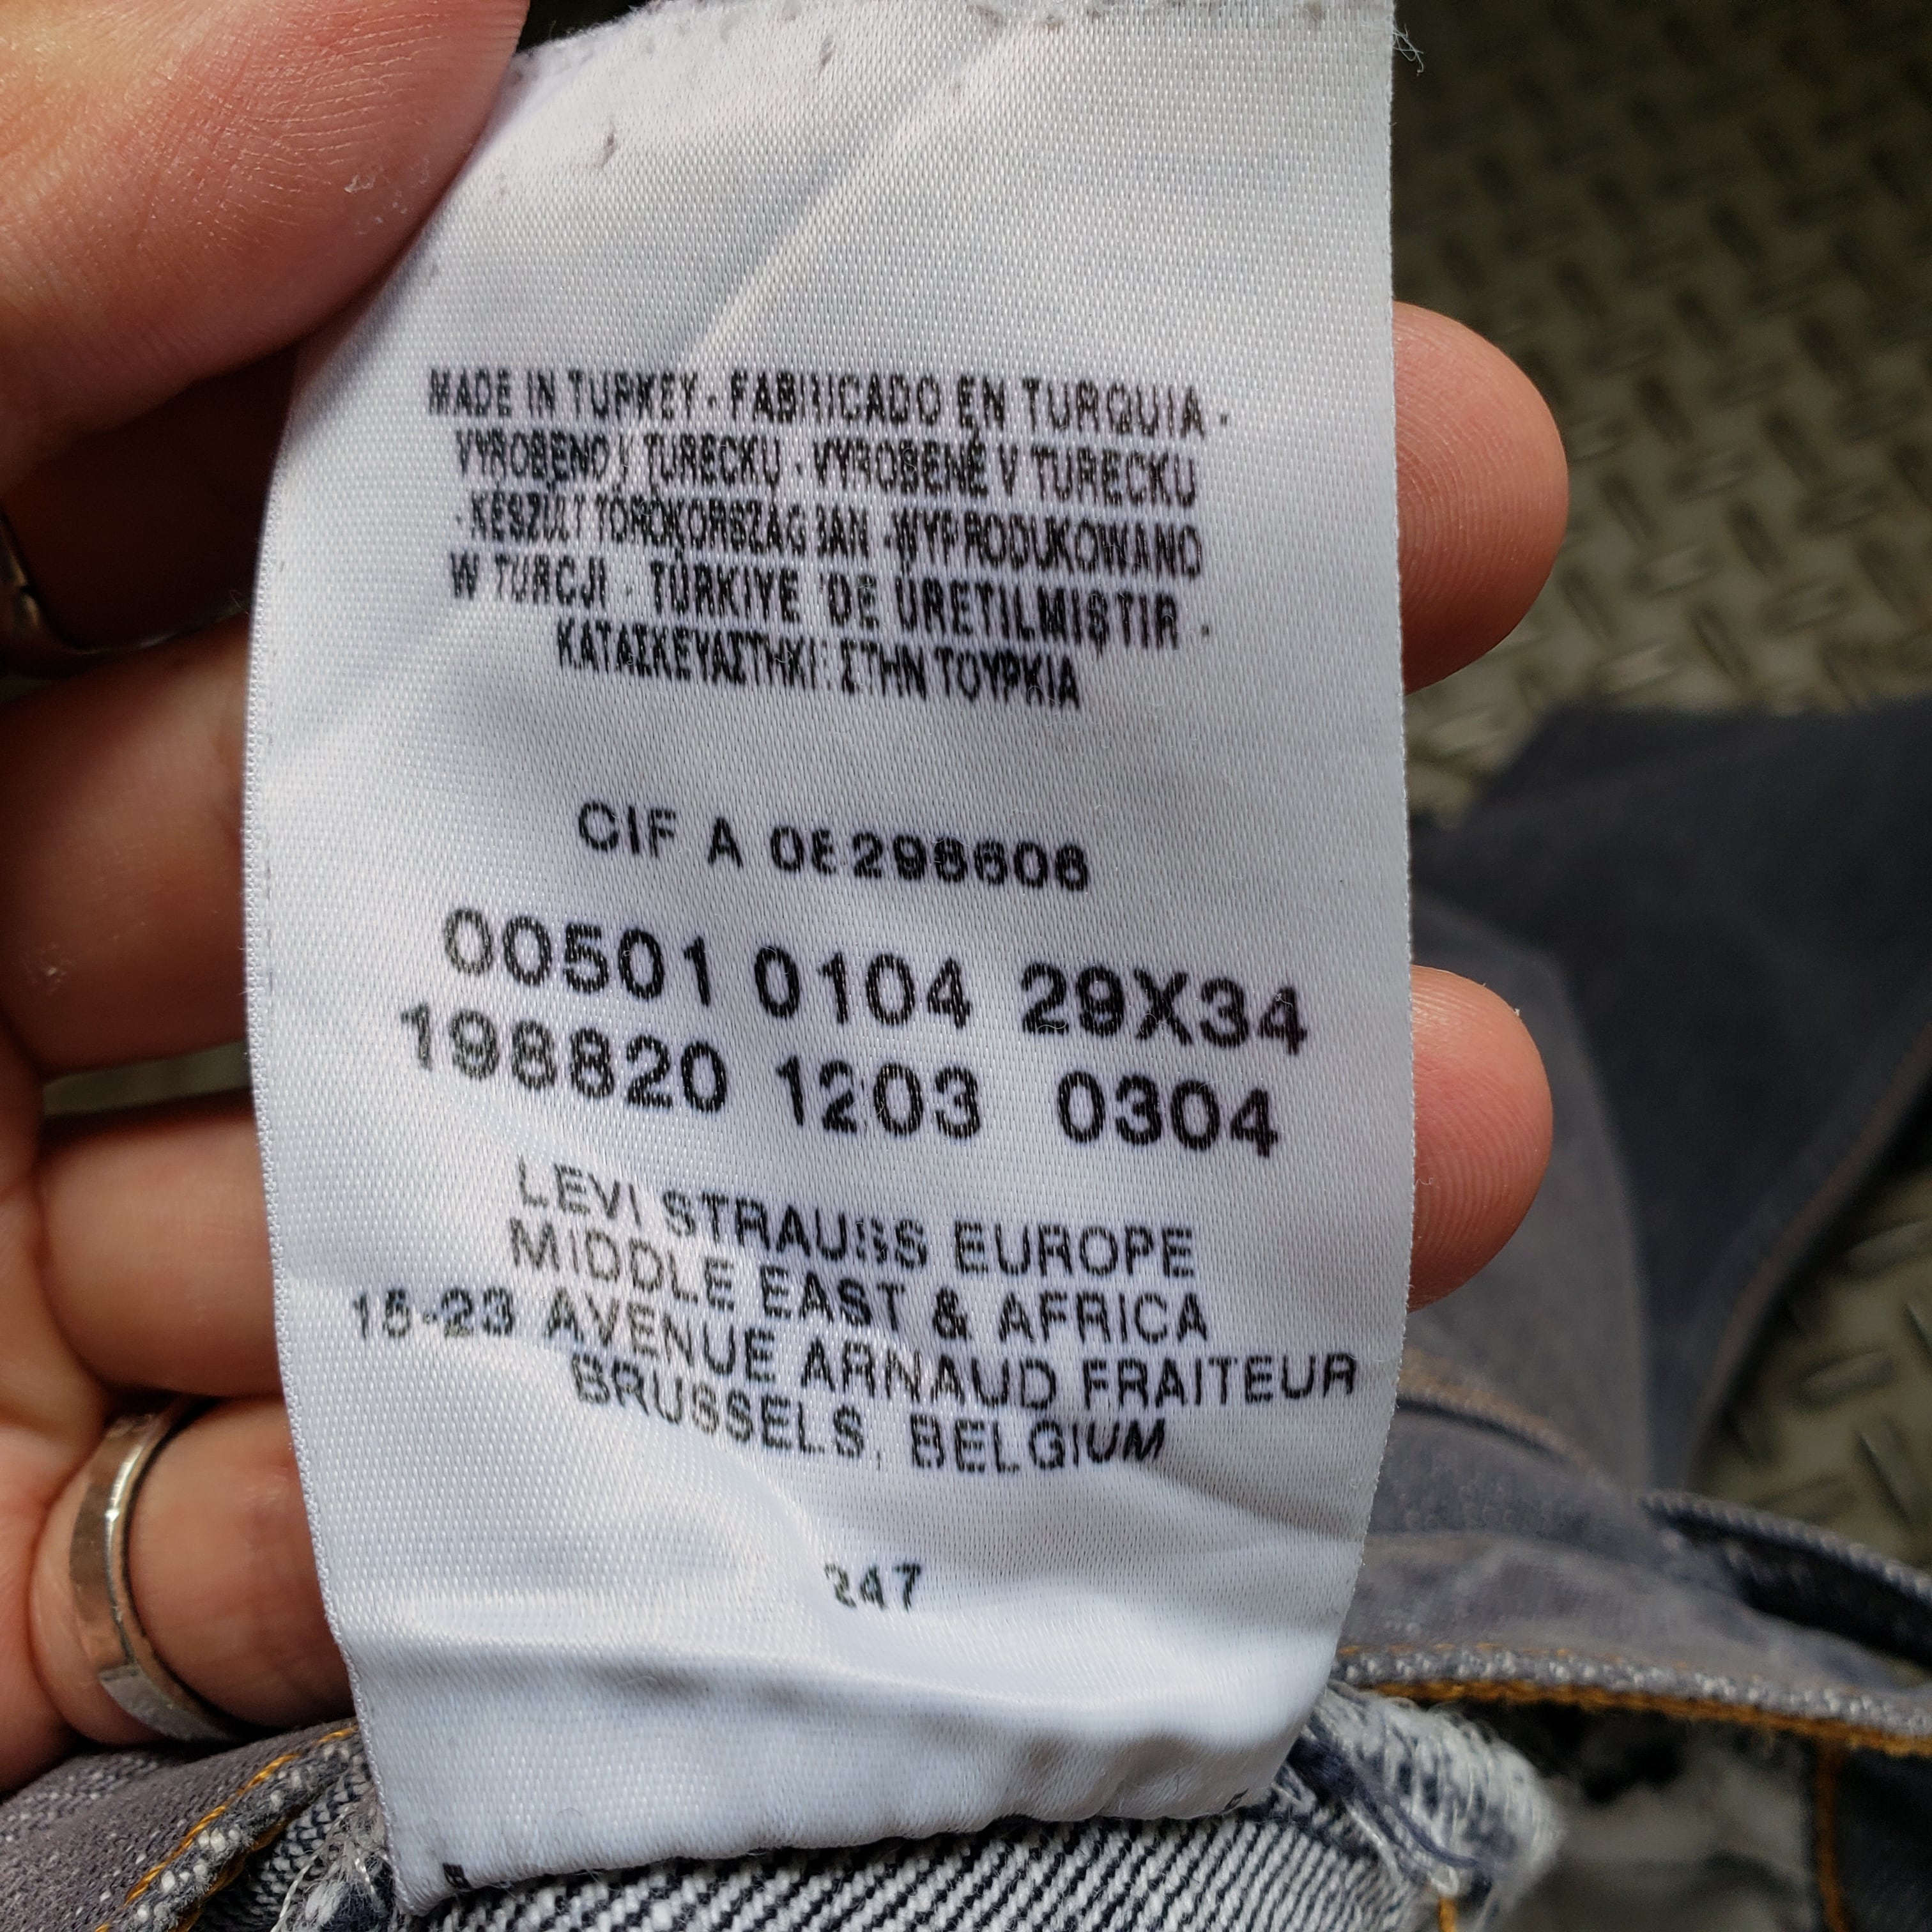 MADE IN TURKEY · FABRICADO EN TURQUIA ·
VYROBENO V TURECKU · VYROBENÉ V TURECKU
· KÉSZÜLT TÖRÖKORSZÁGBAN · WYPRODUKOWANO
W TURCJI · TÜRKIYE 'DE ÜRETILMIŞTIR ·
ΚΑΤΑΣΚΕΥΑΣΤΗΚΕ ΣΤΗΝ ΤΟΥΡΚΙΑ
CIF A 08298606
00501 0104 29X34
198820 1203 0304
LEVI STRAUSS EUROPE
MIDDLE EAST & AFRICA
15-23 AVENUE ARNAUD FRAITEUR
BRUSSELS, BELGIUM
247